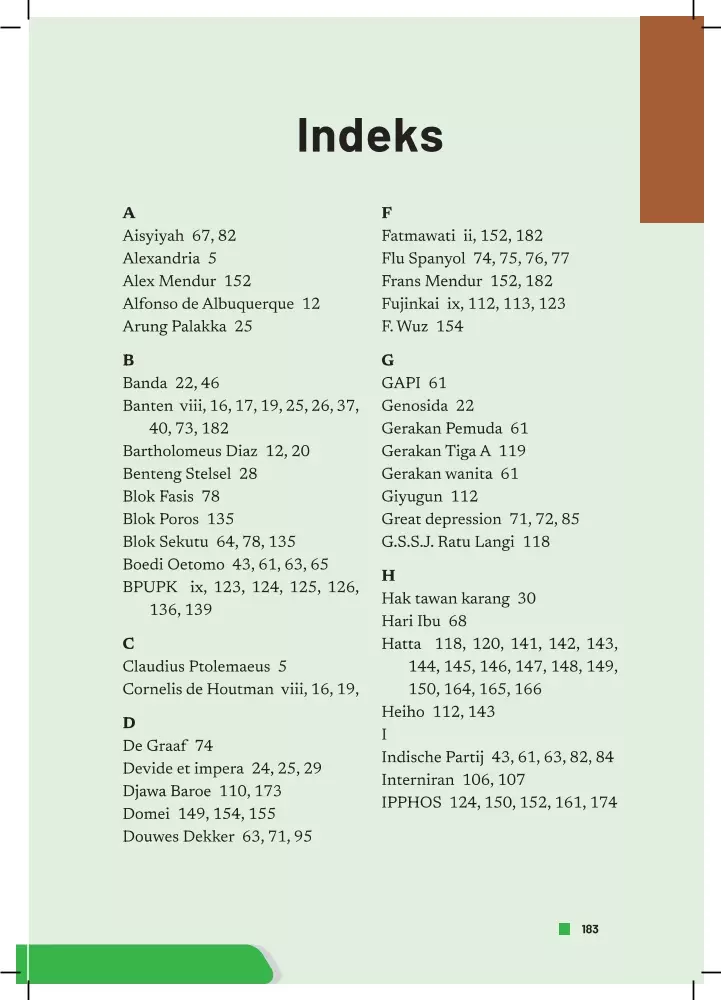 Indeks
A
Aisyiyah 67, 82
Alexandria 5
Alex Mendur 152
Alfonso de Albuquerque 12
Arung Palakka 25
B
Banda 22, 46
Banten viii, 16, 17, 19, 25, 26, 37,
40, 73, 182
Bartholomeus Diaz 12, 20
Benteng Stelsel 28
Blok Fasis 78
Blok Poros 135
Blok Sekutu 64, 78, 135
Boedi Oetomo 43, 61, 63, 65
BPUPK ix, 123, 124, 125, 126,
136, 139
C
Claudius Ptolemaeus 5
Cornelis de Houtman viii, 16, 19,
D
De Graaf 74
Devide et impera 24, 25, 29
Djawa Baroe 110, 173
Domei 149, 154, 155
Douwes Dekker 63, 71, 95
F
Fatmawati ii, 152, 182
Flu Spanyol 74, 75, 76, 77
Frans Mendur 152, 182
Fujinkai ix, 112, 113, 123
F. Wuz 154
G
GAPI 61
Genosida 22
Gerakan Pemuda 61
Gerakan Tiga A 119
Gerakan wanita 61
Giyugun 112
Great depression 71, 72, 85
G.S.S.J. Ratu Langi 118
H
Hak tawan karang 30
Hari Ibu 68
Hatta 118, 120, 141, 142, 143,
144, 145, 146, 147, 148, 149,
150, 164, 165, 166
Heiho 112, 143
I
Indische Partij 43, 61, 63, 82, 84
Interniran 106, 107
IPPHOS 124, 150, 152, 161, 174
183